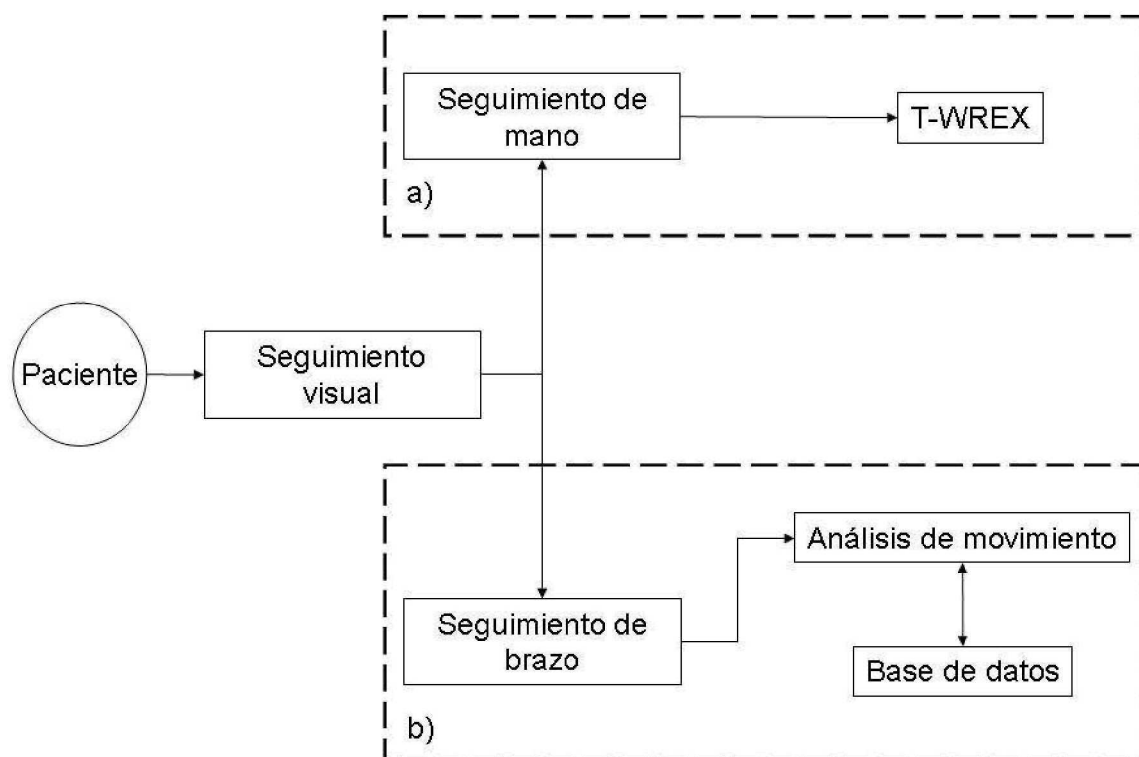 Seguimiento de
mano
T-WREX
a)
Paciente
Seguimiento
visual
Análisis de movimiento
Seguimiento de
brazo
Base de datos
b)